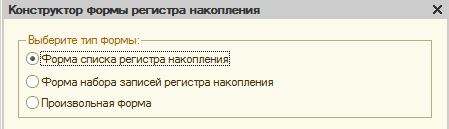 Конструктор формы регистра накопления
Выберите тип формы:
Форма списка регистра накопления
Форма набора записей регистра накопления
Произвольная форма